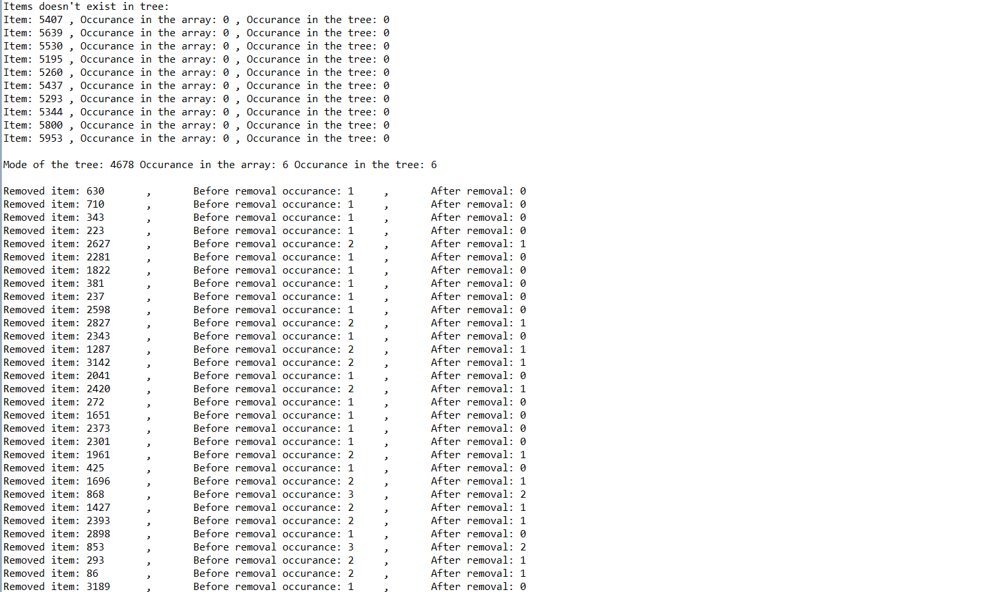 Items doesn't exist in tree:
Item: 5407 , Occurance in the array: 0 , Occurance in the tree: 0
Item: 5639 , Occurance in the array: 0 , Occurance in the tree: 0
Item: 5530 , Occurance in the array: 0 , Occurance in the tree: 0
Item: 5195 , Occurance in the array: 0 , Occurance in the tree: 0
Item: 5260 , Occurance in the array: 0 , Occurance in the tree: 0
Item: 5437 , Occurance in the array: 0 , Occurance in the tree: 0
Item: 5293 , Occurance in the array: 0 , Occurance in the tree: 0
Item: 5344 , Occurance in the array: 0 , Occurance in the tree: 0
Item: 5800 , Occurance in the array: 0 , Occurance in the tree: 0
Item: 5953 , Occurance in the array: 0 , Occurance in the tree: 0
Mode of the tree: 4678 Occurance in the array: 6 Occurance in the tree: 6
Removed item: 630 , Before removal occurance: 1 , After removal: 0
Removed item: 710 , Before removal occurance: 1 , After removal: 0
Removed item: 343 , Before removal occurance: 1 , After removal: 0
Removed item: 223 , Before removal occurance: 1 , After removal: 0
Removed item: 2627 , Before removal occurance: 2 , After removal: 1
Removed item: 2281 , Before removal occurance: 1 , After removal: 0
Removed item: 1822 , Before removal occurance: 1 , After removal: 0
Removed item: 381 , Before removal occurance: 1 , After removal: 0
Removed item: 237 , Before removal occurance: 1 , After removal: 0
Removed item: 2598 , Before removal occurance: 1 , After removal: 0
Removed item: 2827 , Before removal occurance: 2 , After removal: 1
Removed item: 2343 , Before removal occurance: 1 , After removal: 0
Removed item: 1287 , Before removal occurance: 2 , After removal: 1
Removed item: 3142 , Before removal occurance: 2 , After removal: 1
Removed item: 2041 , Before removal occurance: 1 , After removal: 0
Removed item: 2420 , Before removal occurance: 2 , After removal: 1
Removed item: 272 , Before removal occurance: 1 , After removal: 0
Removed item: 1651 , Before removal occurance: 1 , After removal: 0
Removed item: 2373 , Before removal occurance: 1 , After removal: 0
Removed item: 2301 , Before removal occurance: 1 , After removal: 0
Removed item: 1961 , Before removal occurance: 2 , After removal: 1
Removed item: 425 , Before removal occurance: 1 , After removal: 0
Removed item: 1696 , Before removal occurance: 2 , After removal: 1
Removed item: 868 , Before removal occurance: 3 , After removal: 2
Removed item: 1427 , Before removal occurance: 2 , After removal: 1
Removed item: 2393 , Before removal occurance: 2 , After removal: 1
Removed item: 2898 , Before removal occurance: 1 , After removal: 0
Removed item: 853 , Before removal occurance: 3 , After removal: 2
Removed item: 293 , Before removal occurance: 2 , After removal: 1
Removed item: 86 , Before removal occurance: 2 , After removal: 1
Removed item: 3189 , Before removal occurance: 1 , After removal: 0